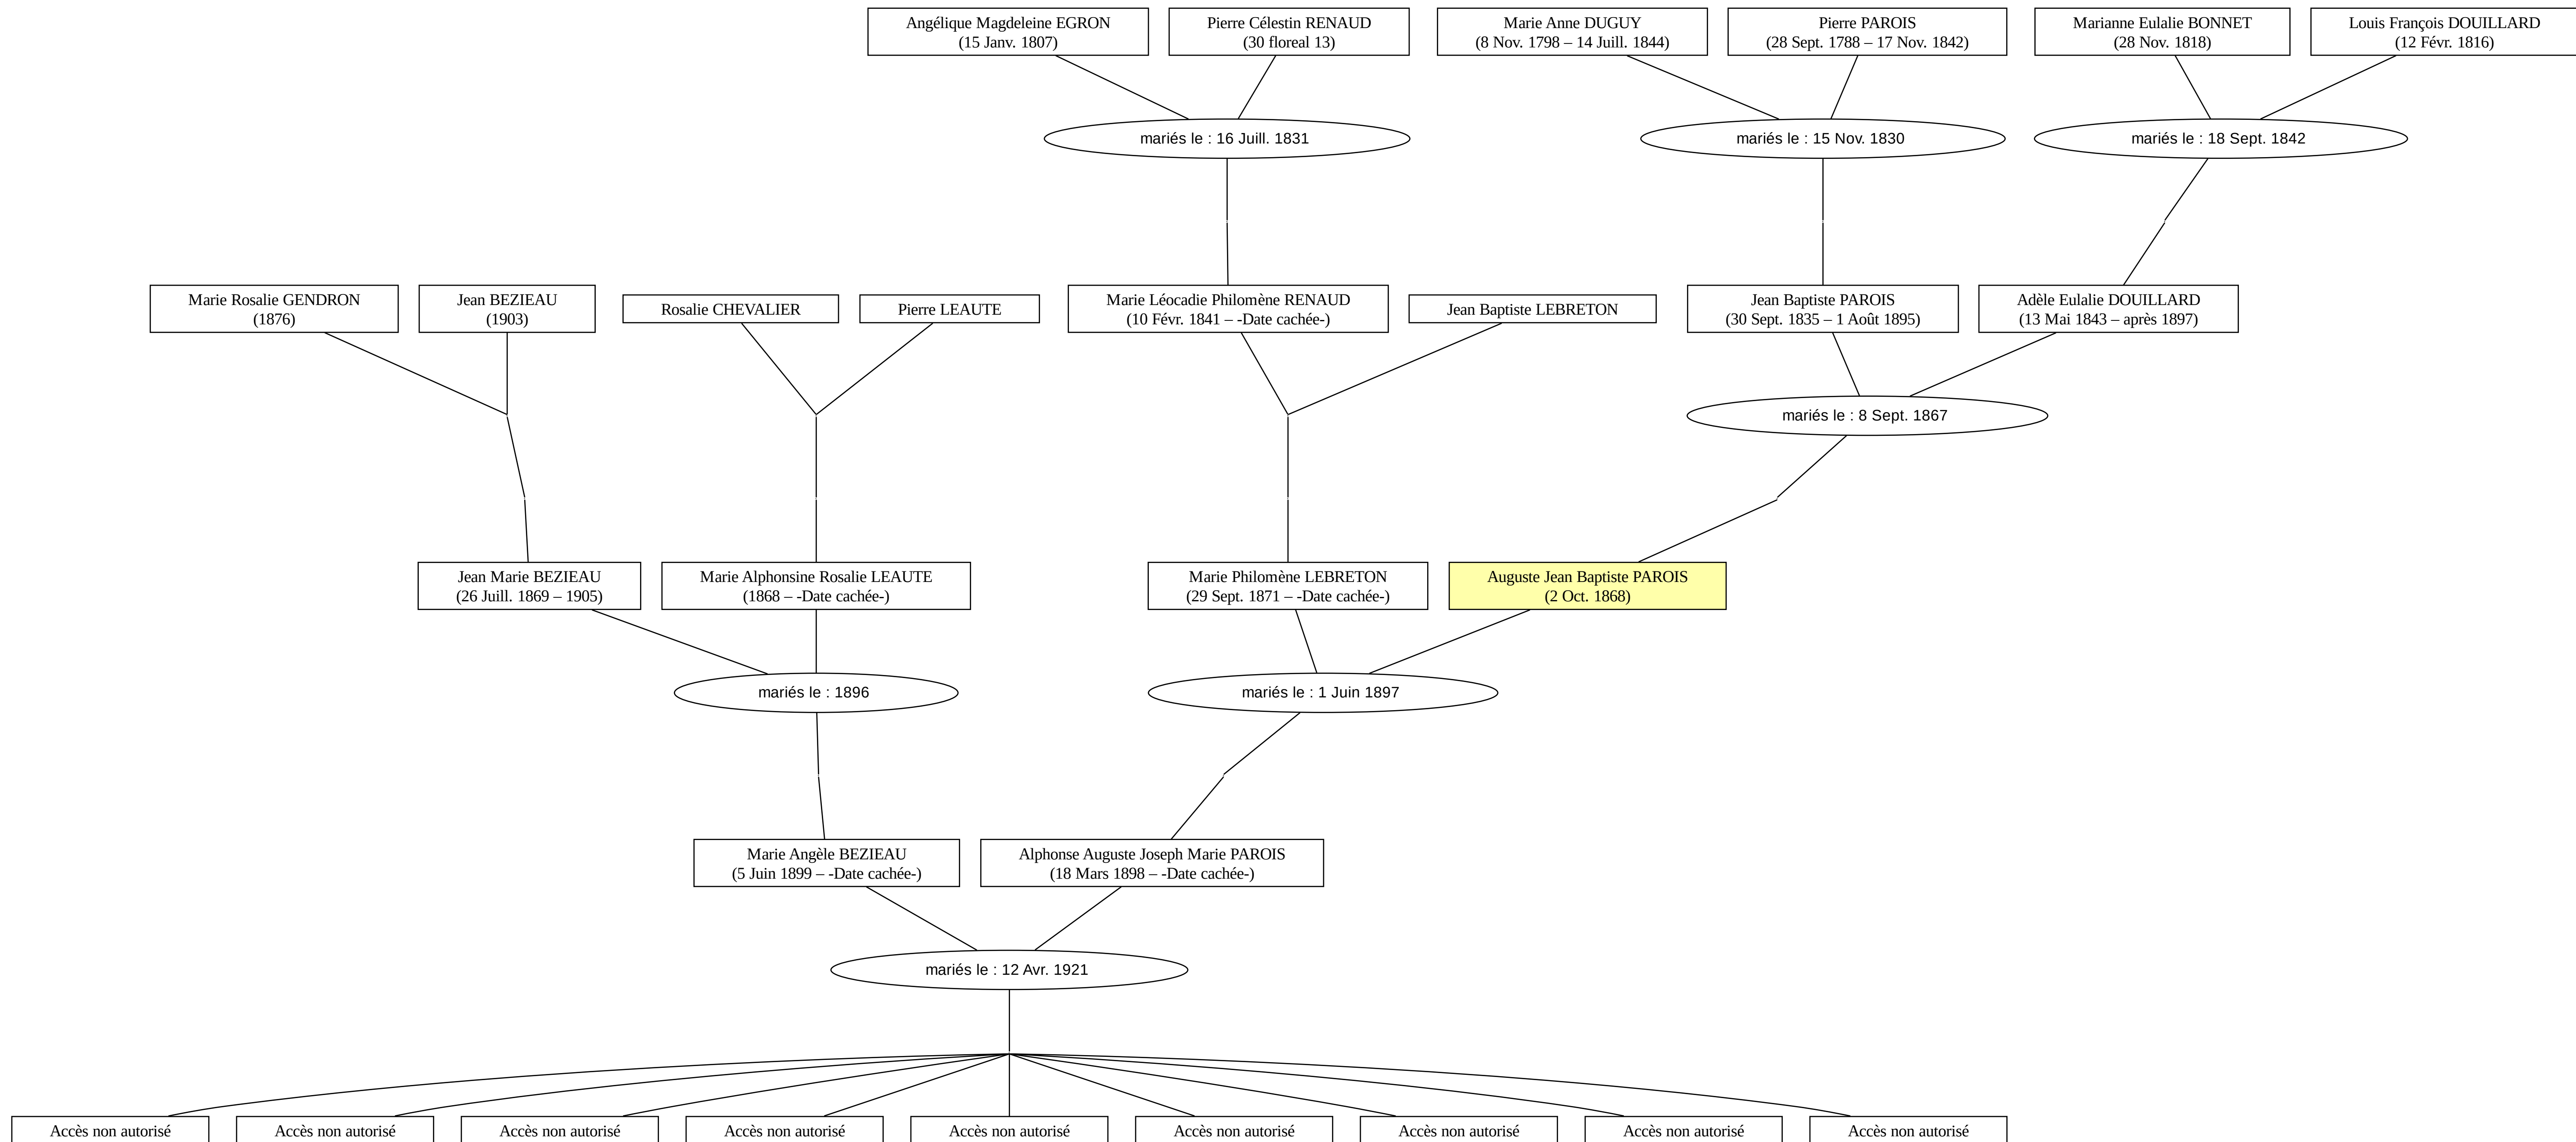 Angélique Magdeleine EGRON
(15 Janv. 1807)
Pierre Célestin RENAUD
(30 floreal 13)
Marie Anne DUGUY
(8 Nov. 1798 – 14 Juill. 1844)
Pierre PAROIS
(28 Sept. 1788 – 17 Nov. 1842)
Marianne Eulalie BONNET
(28 Nov. 1818)
Louis François DOUILLARD
(12 Févr. 1816)
mariés le : 16 Juill. 1831
mariés le : 15 Nov. 1830
mariés le : 18 Sept. 1842
Marie Rosalie GENDRON
(1876)
Jean BEZIEAU
(1903)
Rosalie CHEVALIER
Pierre LEAUTE
Marie Léocadie Philomène RENAUD
(10 Févr. 1841 – -Date cachée-)
Jean Baptiste LEBRETON
Jean Baptiste PAROIS
(30 Sept. 1835 – 1 Août 1895)
Adèle Eulalie DOUILLARD
(13 Mai 1843 – après 1897)
mariés le : 8 Sept. 1867
Jean Marie BEZIEAU
(26 Juill. 1869 – 1905)
Marie Alphonsine Rosalie LEAUTE
(1868 – -Date cachée-)
Marie Philomène LEBRETON
(29 Sept. 1871 – -Date cachée-)
Auguste Jean Baptiste PAROIS
(2 Oct. 1868)
mariés le : 1896
mariés le : 1 Juin 1897
Marie Angèle BEZIEAU
(5 Juin 1899 – -Date cachée-)
Alphonse Auguste Joseph Marie PAROIS
(18 Mars 1898 – -Date cachée-)
mariés le : 12 Avr. 1921
Accès non autorisé
Accès non autorisé
Accès non autorisé
Accès non autorisé
Accès non autorisé
Accès non autorisé
Accès non autorisé
Accès non autorisé
Accès non autorisé